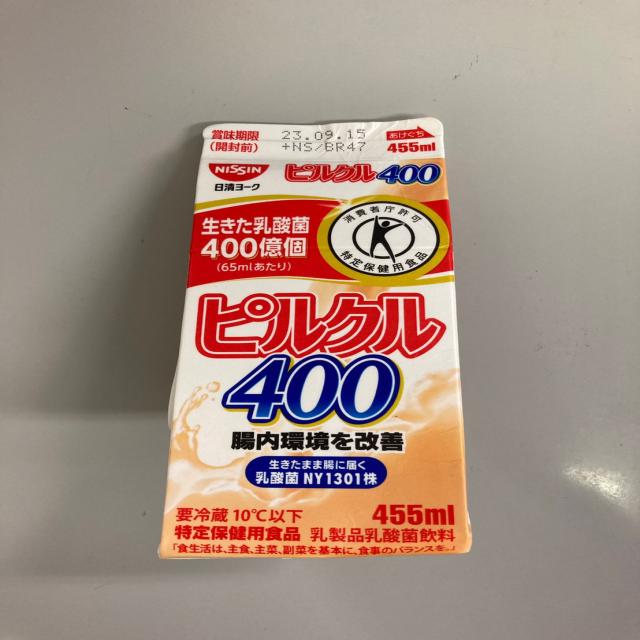 賞味期限 23.09.15
(開封前) +NS/BR47
あけぐち
455ml
NISSIN
日清ヨーク
ピルクル400
生きた乳酸菌
400億個
(65mlあたり)
消費者庁許可
特定保健用食品
ピルクル
400
腸内環境を改善
生きたまま腸に届く
乳酸菌 NY1301株
要冷蔵 10℃以下
455ml
特定保健用食品 乳製品乳酸菌飲料
「食生活は、主食、主菜、副菜を基本に、食事のバランスを。」